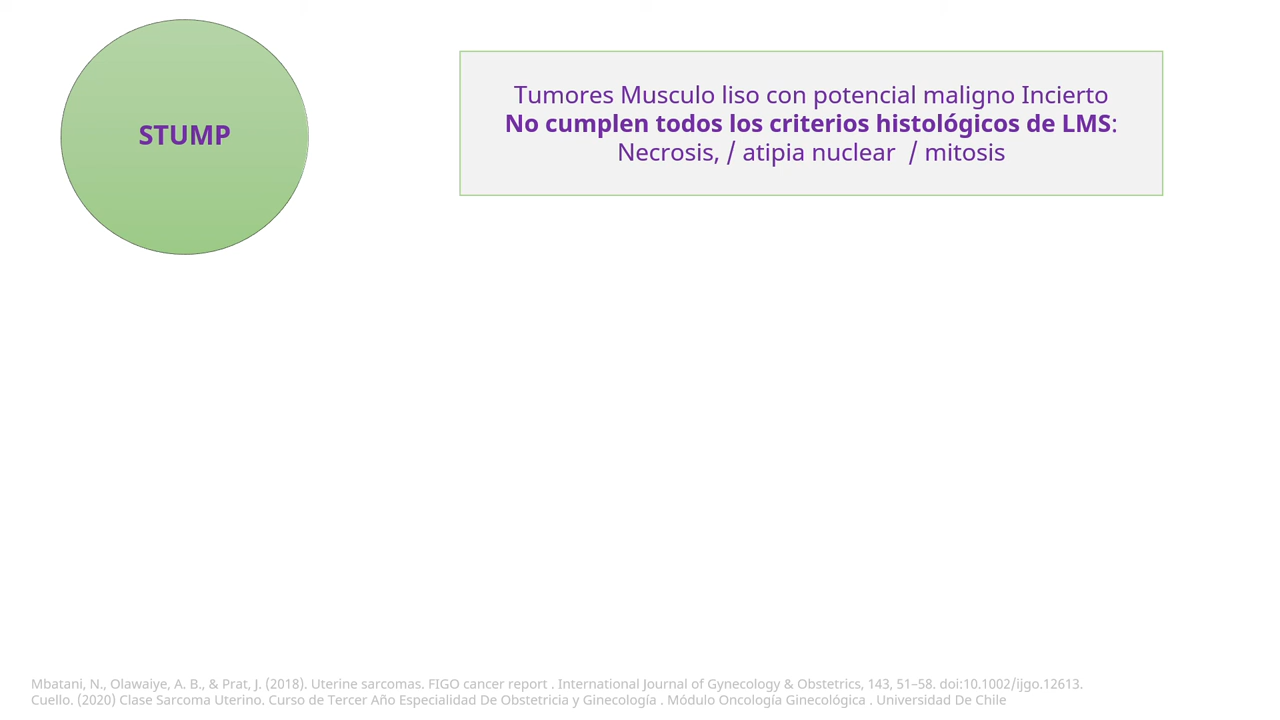 STUMP
Tumores Musculo liso con potencial maligno Incierto
No cumplen todos los criterios histológicos de LMS:
Necrosis, / atipia nuclear / mitosis
Mbatani, N., Olawaiye, A. B., & Prat, J. (2018). Uterine sarcomas. FIGO cancer report . International Journal of Gynecology & Obstetrics, 143, 51–58. doi:10.1002/ijgo.12613.
Cuello. (2020) Clase Sarcoma Uterino. Curso de Tercer Año Especialidad De Obstetricia y Ginecología . Módulo Oncología Ginecológica . Universidad De Chile